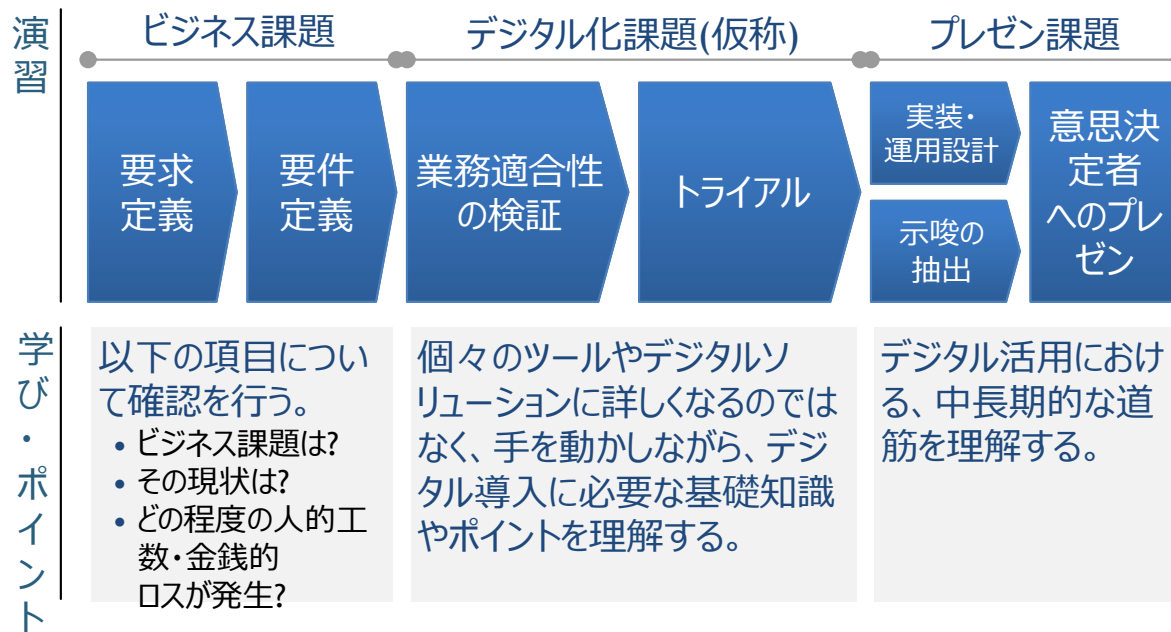 演習
ビジネス課題
デジタル化課題(仮称)
プレゼン課題
要求
定義
要件
定義
業務適合性
の検証
トライアル
実装・
運用設計
示唆の
抽出
意思決
定者
へのプレ
ゼン
学び・ポイント
以下の項目につい
て確認を行う。
• ビジネス課題は?
• その現状は?
• どの程度の人的工
数・金銭的
ロスが発生?
個々のツールやデジタルソ
リューションに詳しくなるのでは
なく、手を動かしながら、デジ
タル導入に必要な基礎知識
やポイントを理解する。
デジタル活用におけ
る、中長期的な道
筋を理解する。